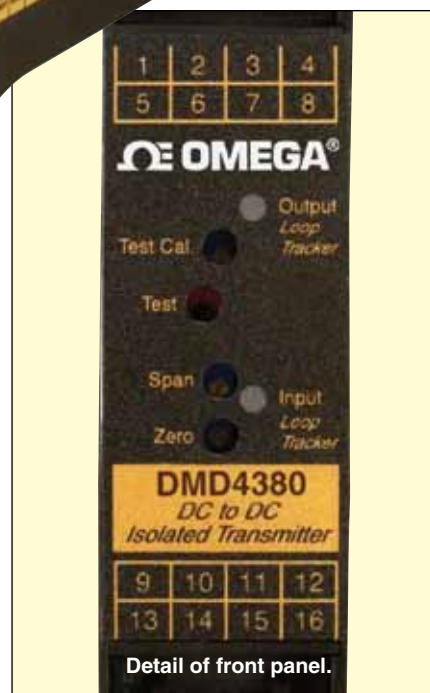 1 2 3 4
5 6 7 8
ΩE OMEGA®
Output
Loop
Tracker
Test Cal.
Test
Span
Input
Loop
Tracker
Zero
DMD4380
DC to DC
Isolated Transmitter
9 10 11 12
13 14 15 16
Detail of front panel.